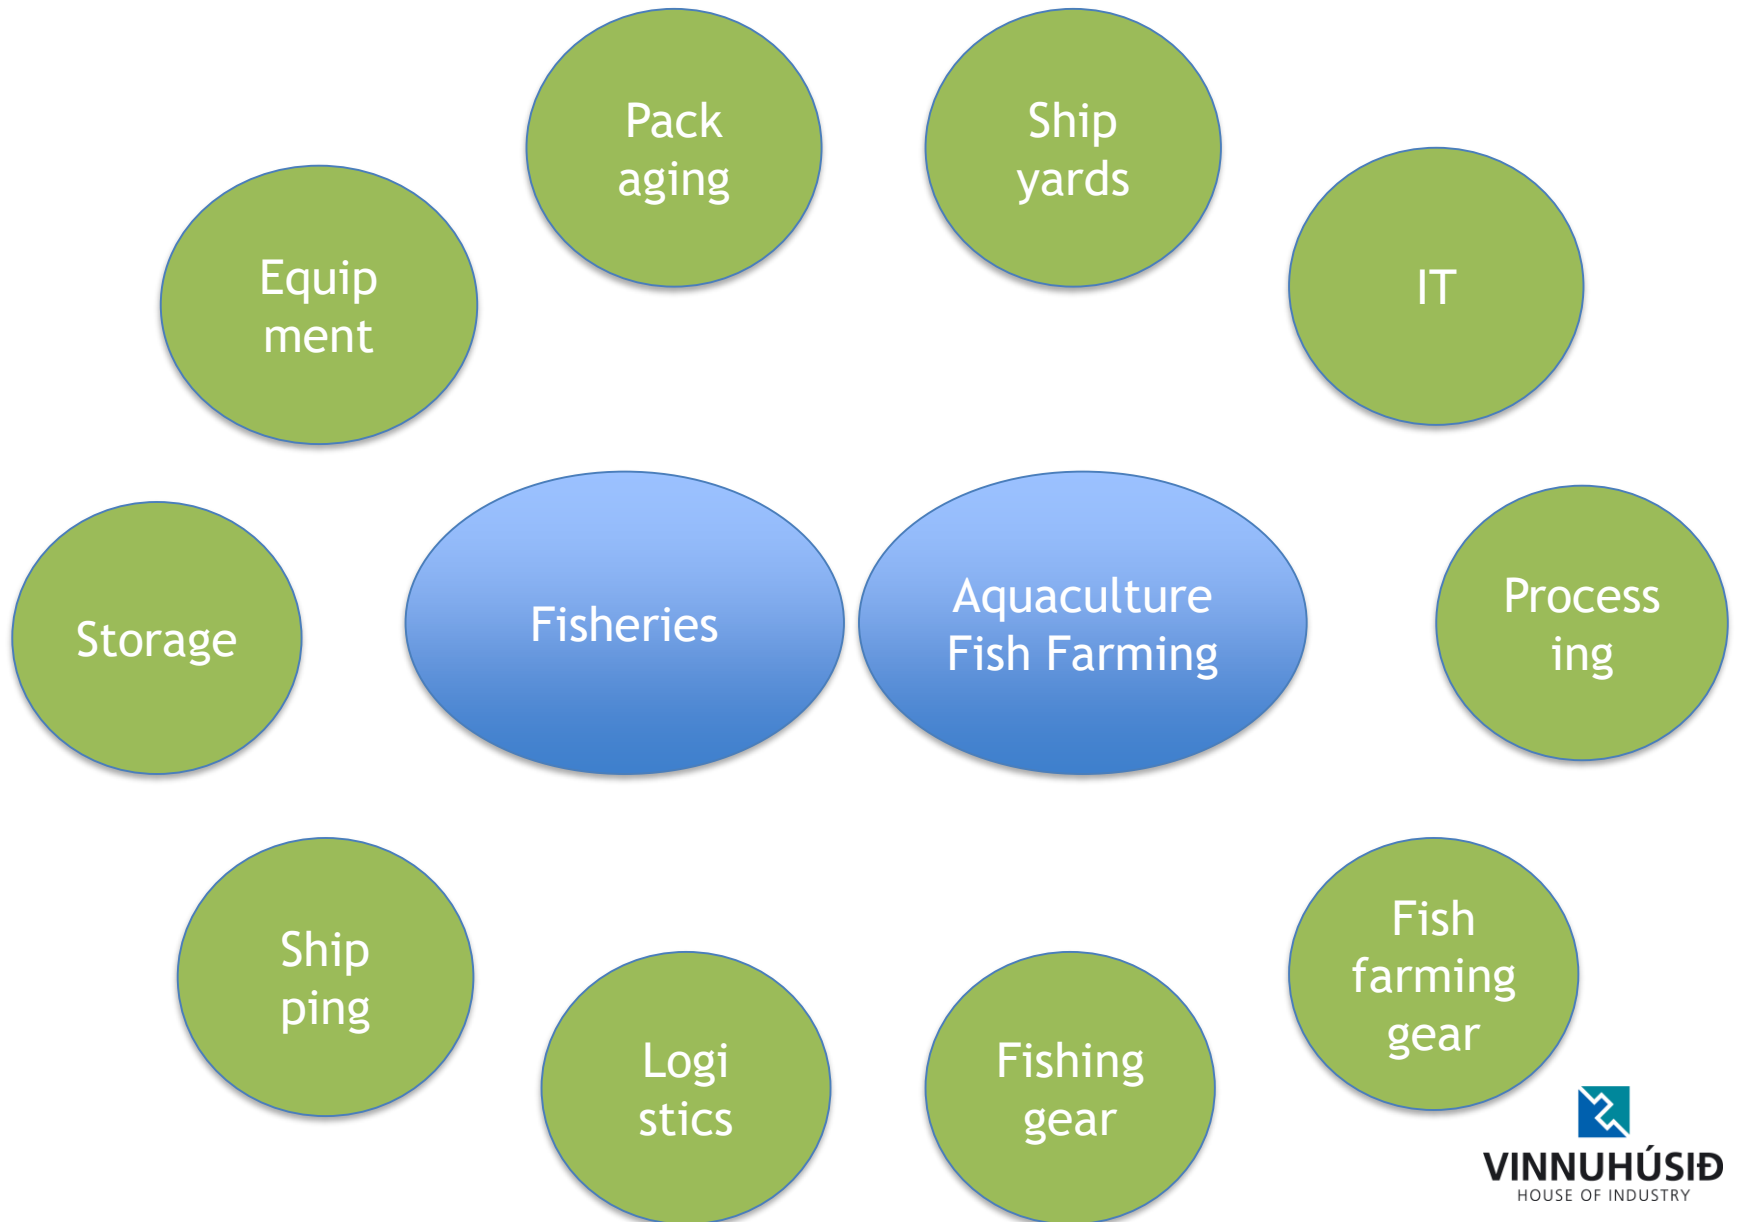 Pack
aging
Ship
yards
Equip
ment
IT
Storage
Fisheries
Aquaculture
Fish Farming
Process
ing
Ship
ping
Logi
stics
Fishing
gear
Fish
farming
gear
VINNUHÚSIÐ
HOUSE OF INDUSTRY